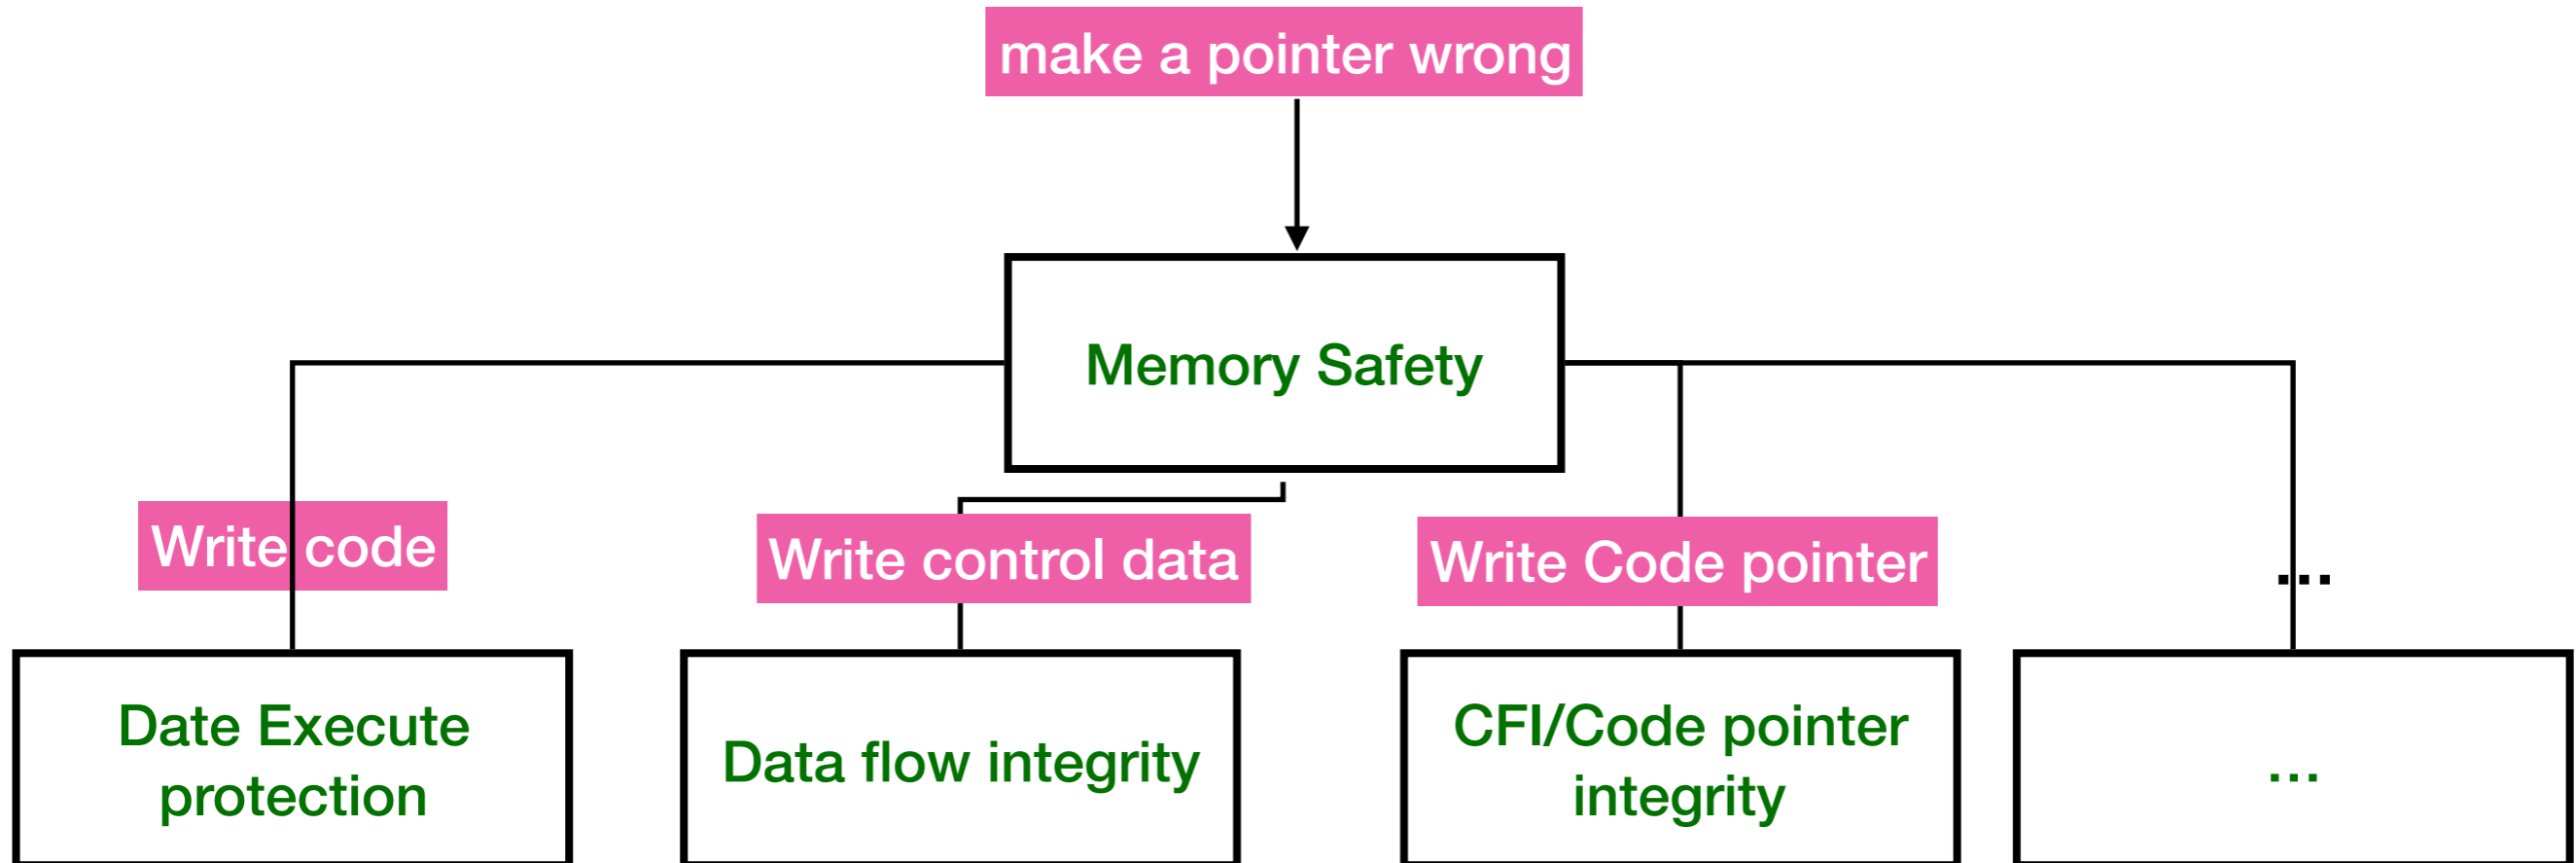 make a pointer wrong
Memory Safety
Write code
Write control data
Write Code pointer
...
Date Execute
protection
Data flow integrity
CFI/Code pointer
integrity
...